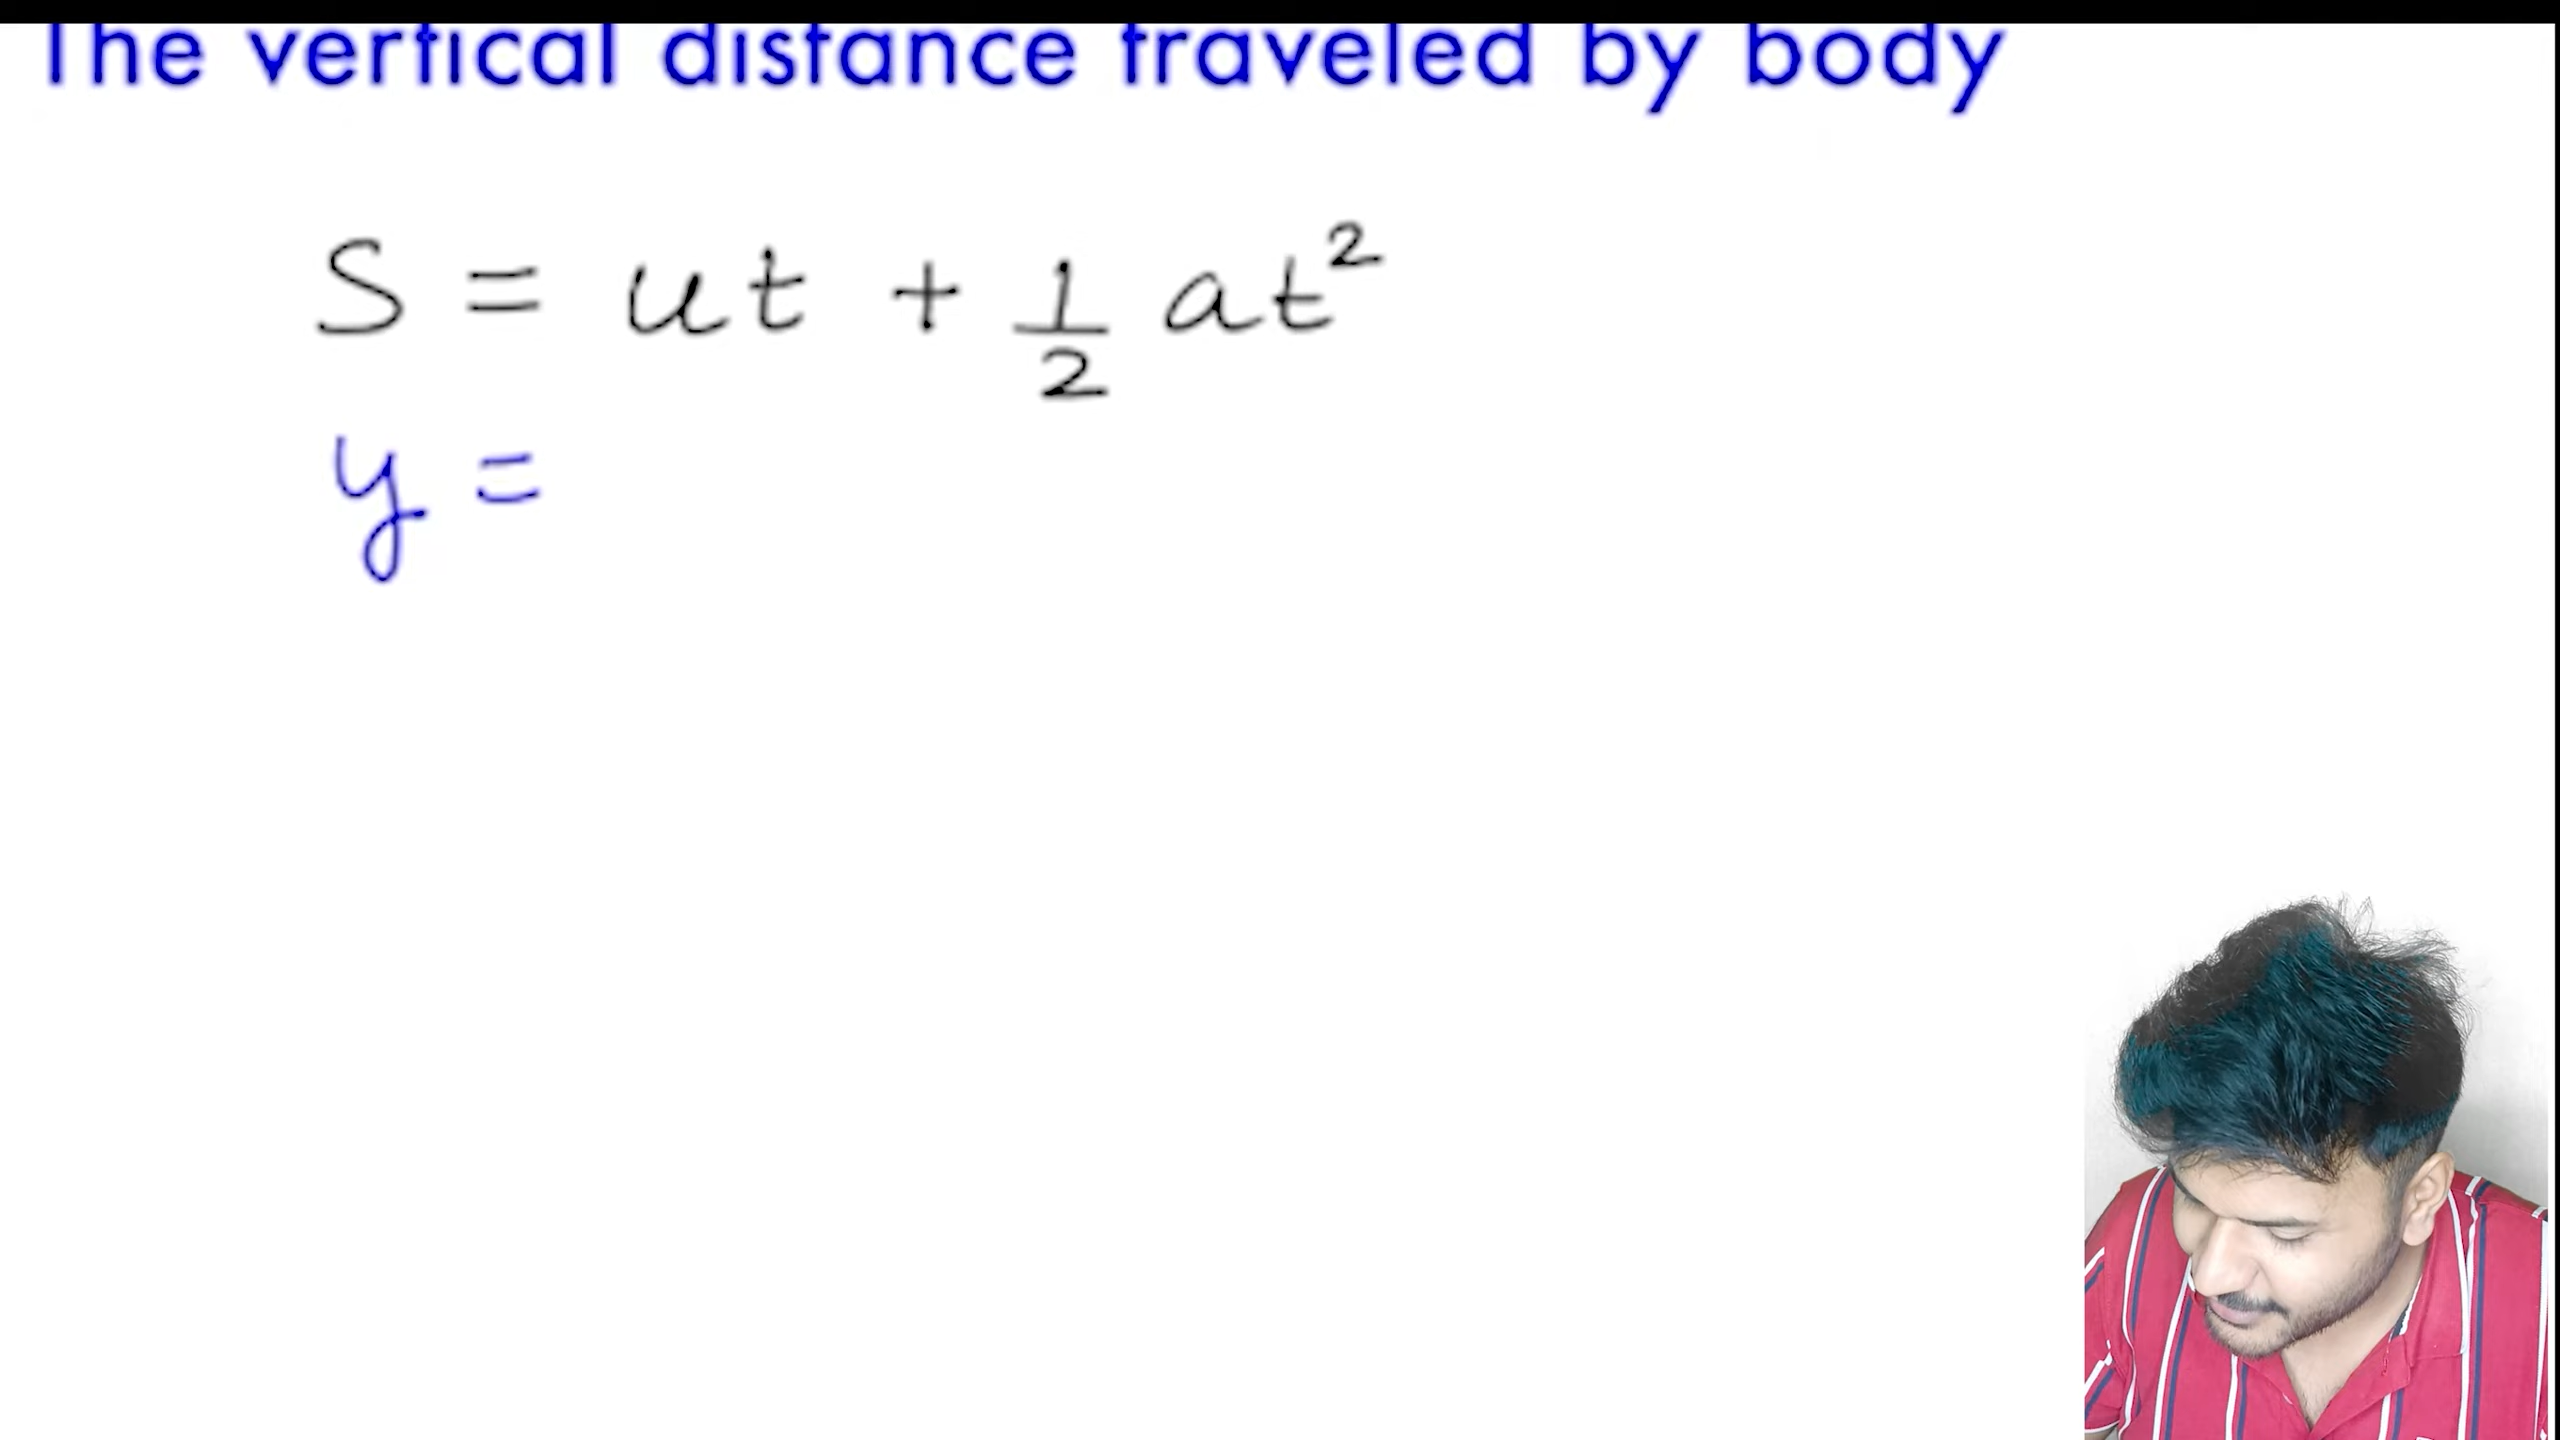 The vertical distance traveled by body
S = ut + 1/2 at²
y =